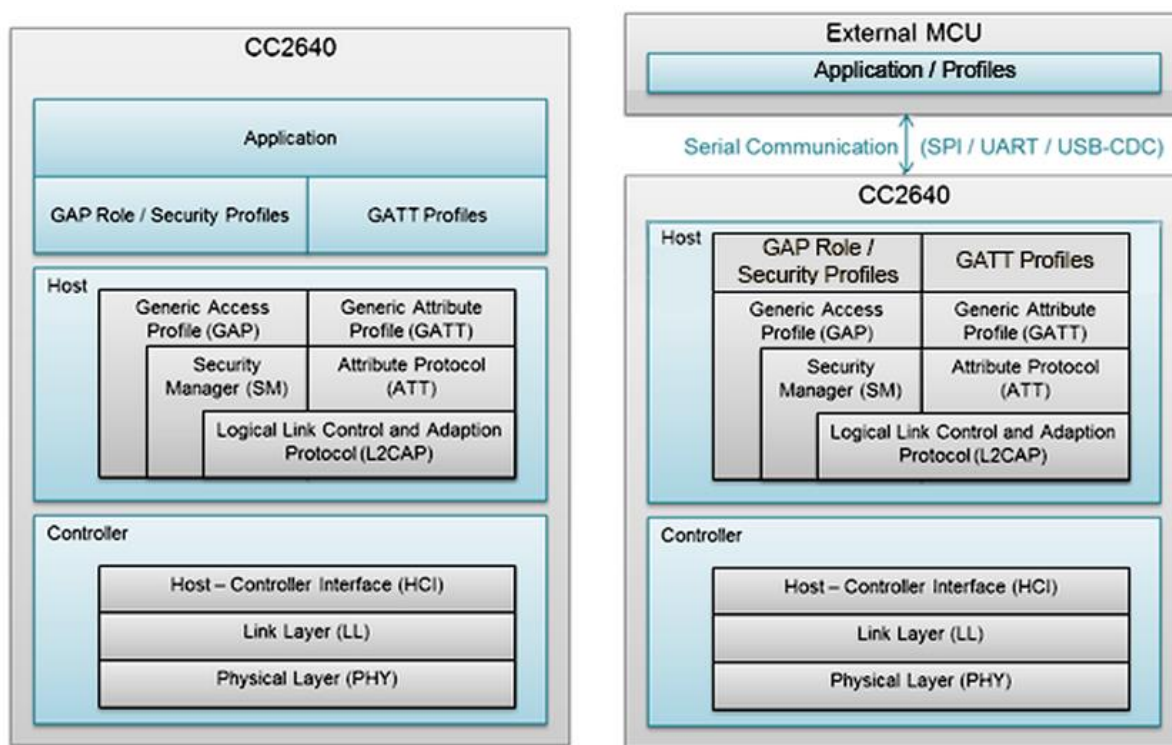 CC2640
Application
GAP Role / Security Profiles
GATT Profiles
Host
Generic Access
Profile (GAP)
Generic Attribute
Profile (GATT)
Security
Manager (SM)
Attribute Protocol
(ATT)
Logical Link Control and Adaption
Protocol (L2CAP)
Controller
Host – Controller Interface (HCI)
Link Layer (LL)
Physical Layer (PHY)
External MCU
Application / Profiles
Serial Communication (SPI / UART / USB-CDC)
CC2640
Host
GAP Role /
Security Profiles
GATT Profiles
Generic Access
Profile (GAP)
Generic Attribute
Profile (GATT)
Security
Manager (SM)
Attribute Protocol
(ATT)
Logical Link Control and Adaption
Protocol (L2CAP)
Controller
Host – Controller Interface (HCI)
Link Layer (LL)
Physical Layer (PHY)